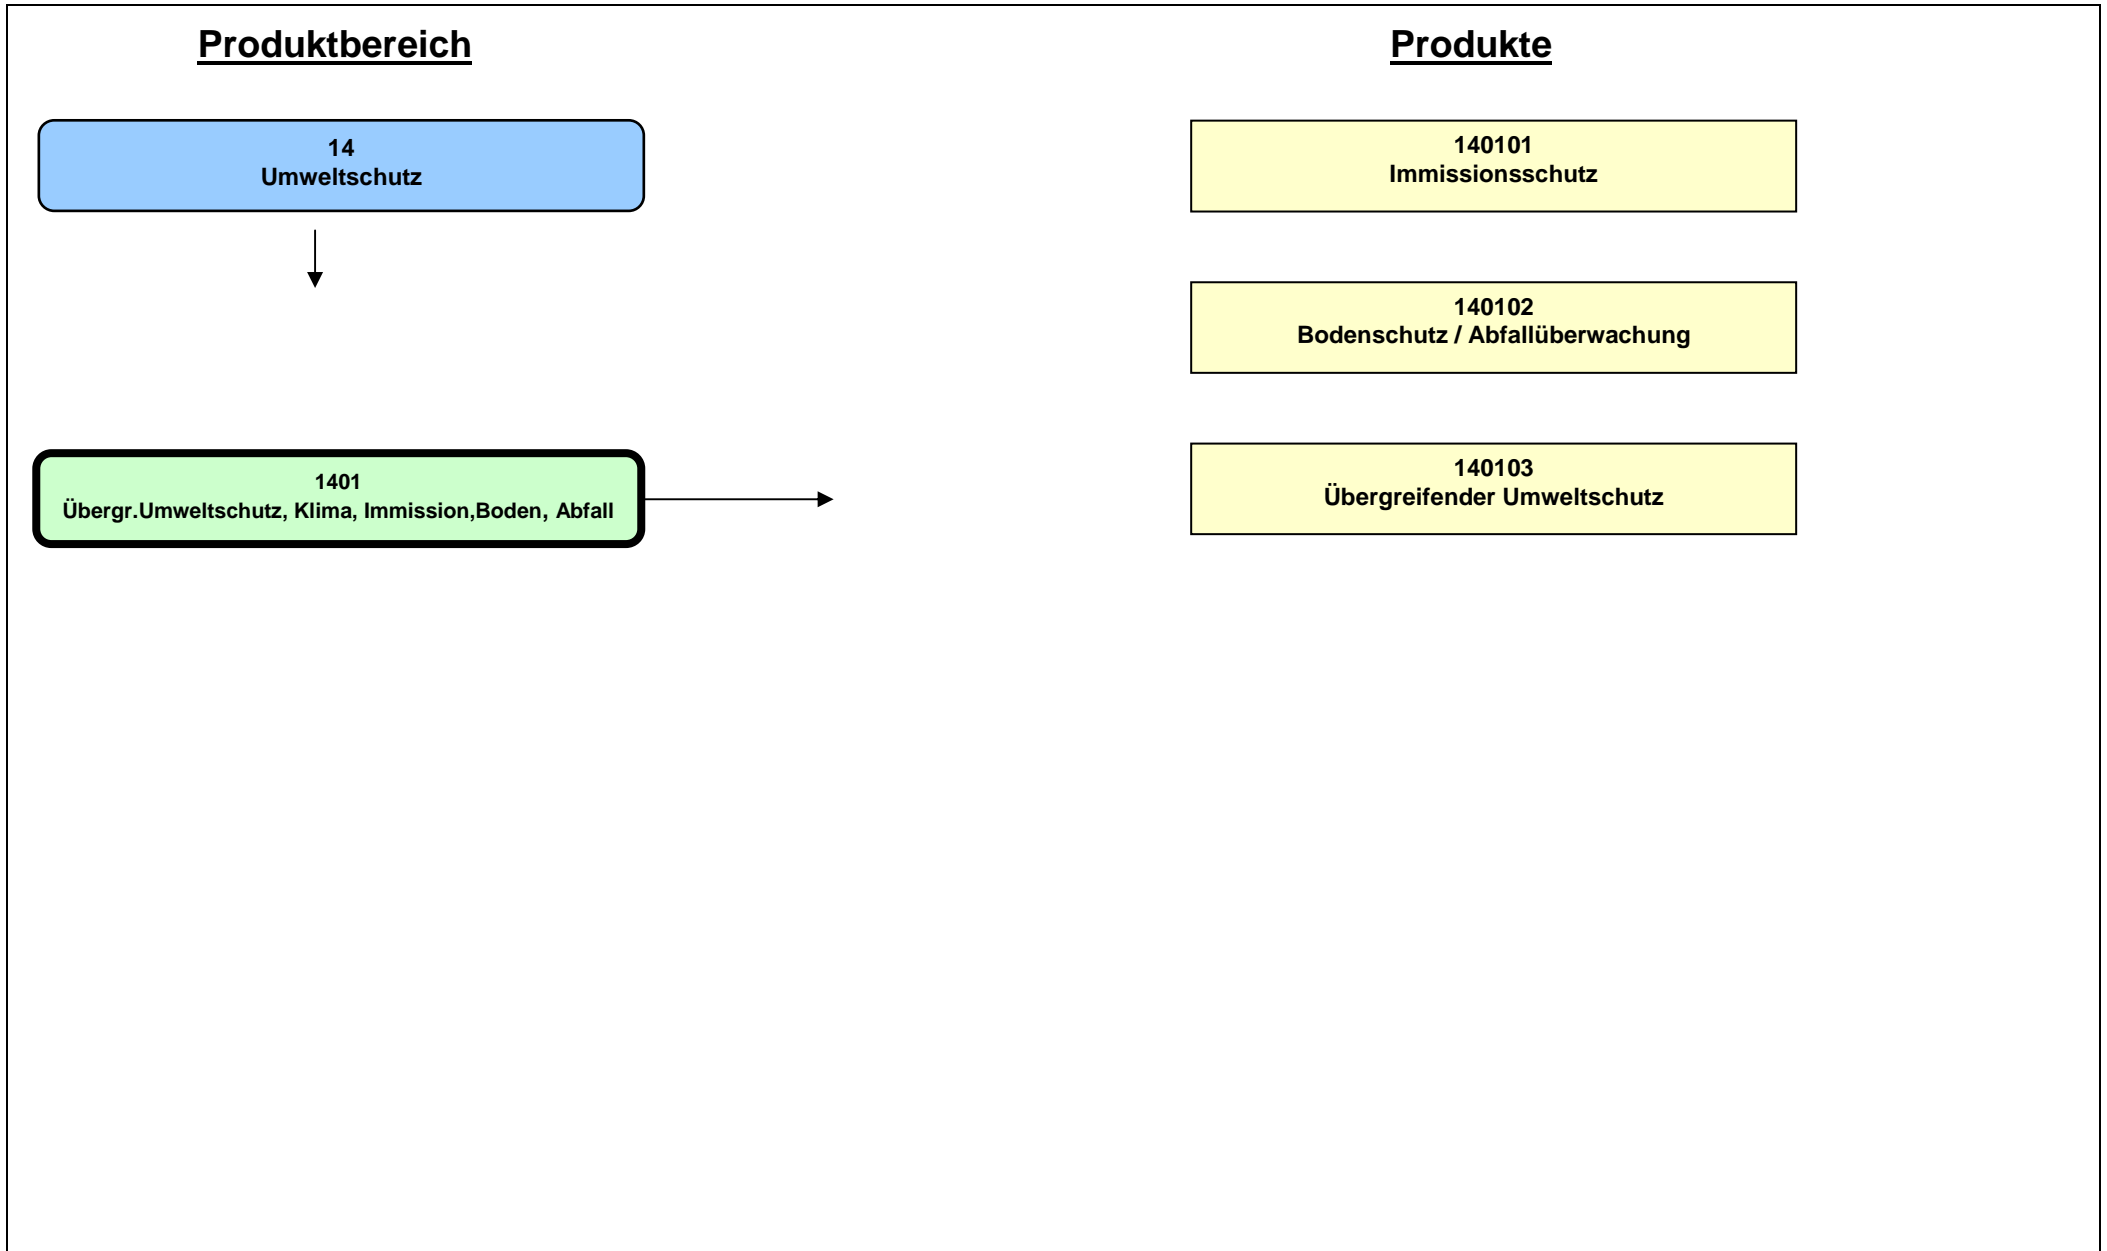 Produktbereich
Produkte
14
Umweltschutz
140101
Immissionsschutz
140102
Bodenschutz / Abfallüberwachung
1401
Übergr.Umweltschutz, Klima, Immission,Boden, Abfall
140103
Übergreifender Umweltschutz